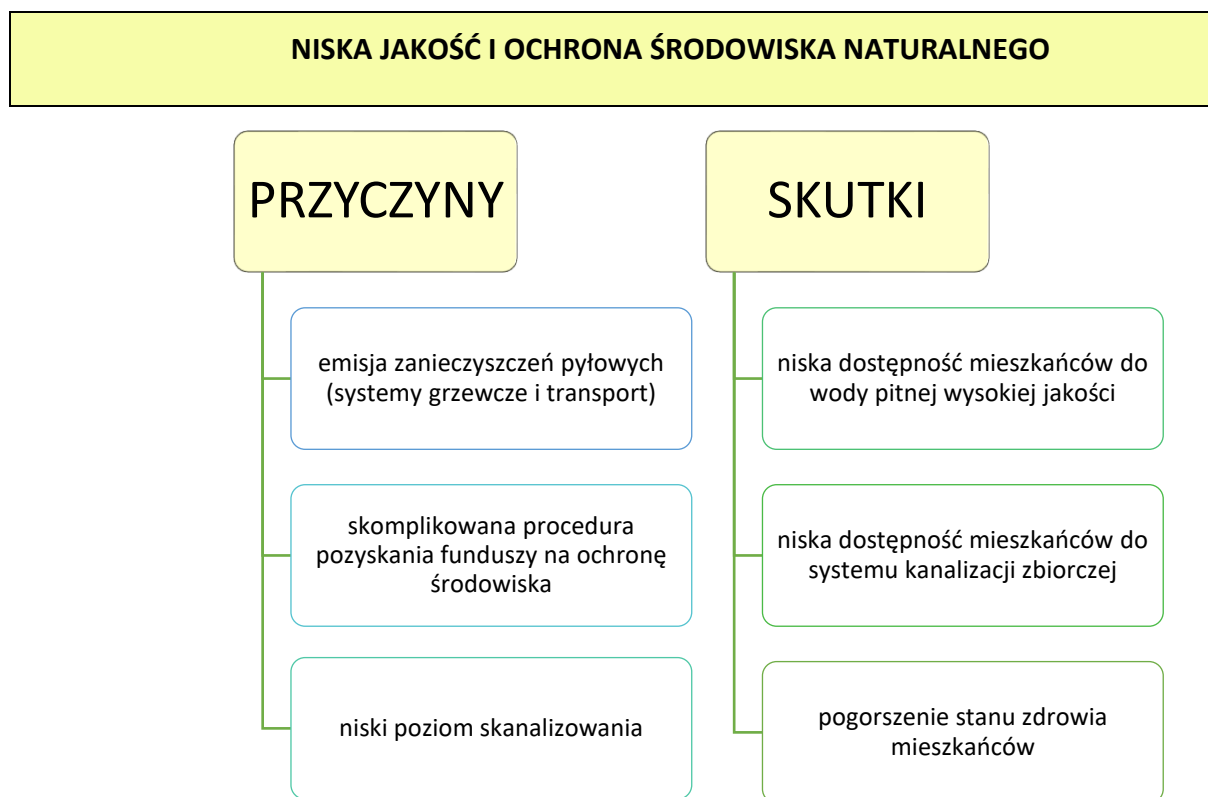 NISKA JAKOŚĆ I OCHRONA ŚRODOWISKA NATURALNEGO
PRZYCZYNY
emisja zanieczyszczeń pyłowych
(systemy grzewcze i transport)
skomplikowana procedura
pozyskania funduszy na ochronę
środowiska
niski poziom skanalizowania
SKUTKI
niska dostępność mieszkańców do
wody pitnej wysokiej jakości
niska dostępność mieszkańców do
systemu kanalizacji zbiorczej
pogorszenie stanu zdrowia
mieszkańców